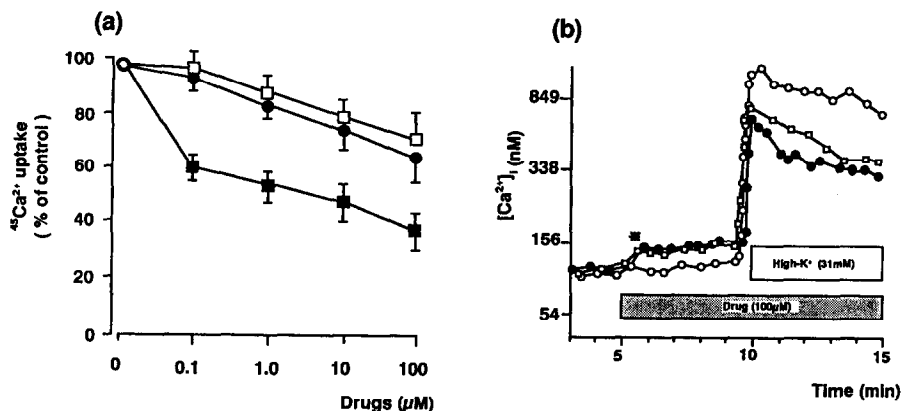 (a)
100
80
60
40
20
0
⁴⁵Ca²⁺ uptake
( % of control)
0 0.1 1.0 10 100
Drugs (µM)
(b)
849
338
156
54
[Ca²⁺]i (nM)
*
High-K⁺ (31mM)
Drug (100µM)
5 10 15
Time (min)